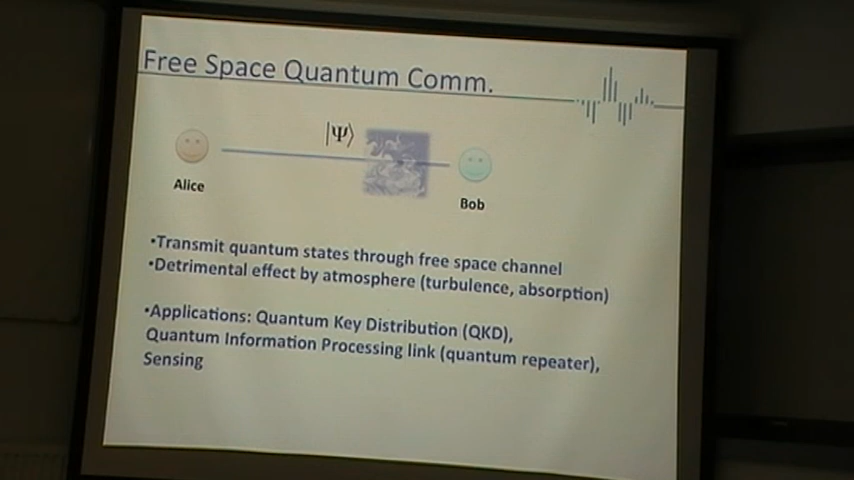 Free Space Quantum Comm.
|Ψ⟩
Alice
Bob
•Transmit quantum states through free space channel
•Detrimental effect by atmosphere (turbulence, absorption)
•Applications: Quantum Key Distribution (QKD),
Quantum Information Processing link (quantum repeater),
Sensing